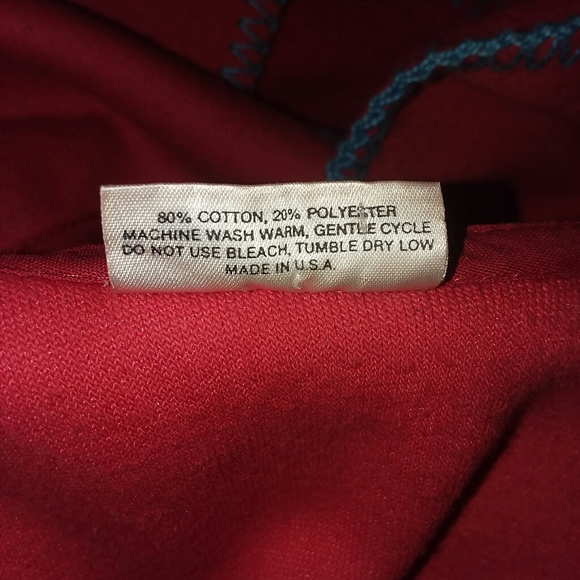 80% COTTON, 20% POLYESTER
MACHINE WASH WARM, GENTLE CYCLE
DO NOT USE BLEACH, TUMBLE DRY LOW
MADE IN U.S.A.